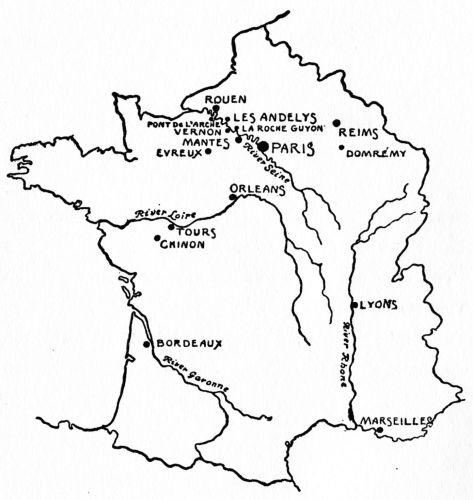 ROUEN
PONT DE L'ARCHE
LES ANDELYS
VERNON
LA ROCHE GUYON
MANTES
EVREUX
PARIS
River Seine
REIMS
DOMRÉMY
ORLEANS
River Loire
TOURS
CHINON
LYONS
BORDEAUX
River Garonne
River Rhone
MARSEILLES